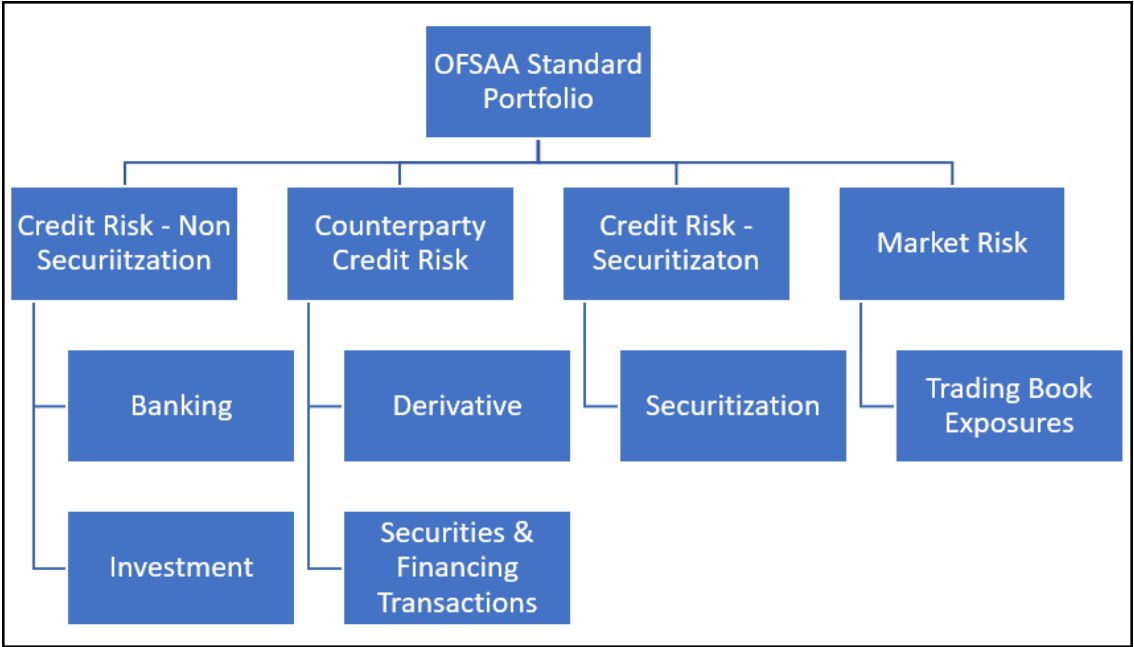 OFSAA Standard
Portfolio
Credit Risk - Non
Securiitzation
Counterparty
Credit Risk
Credit Risk -
Securitizaton
Market Risk
Banking
Derivative
Securitization
Trading Book
Exposures
Investment
Securities &
Financing
Transactions